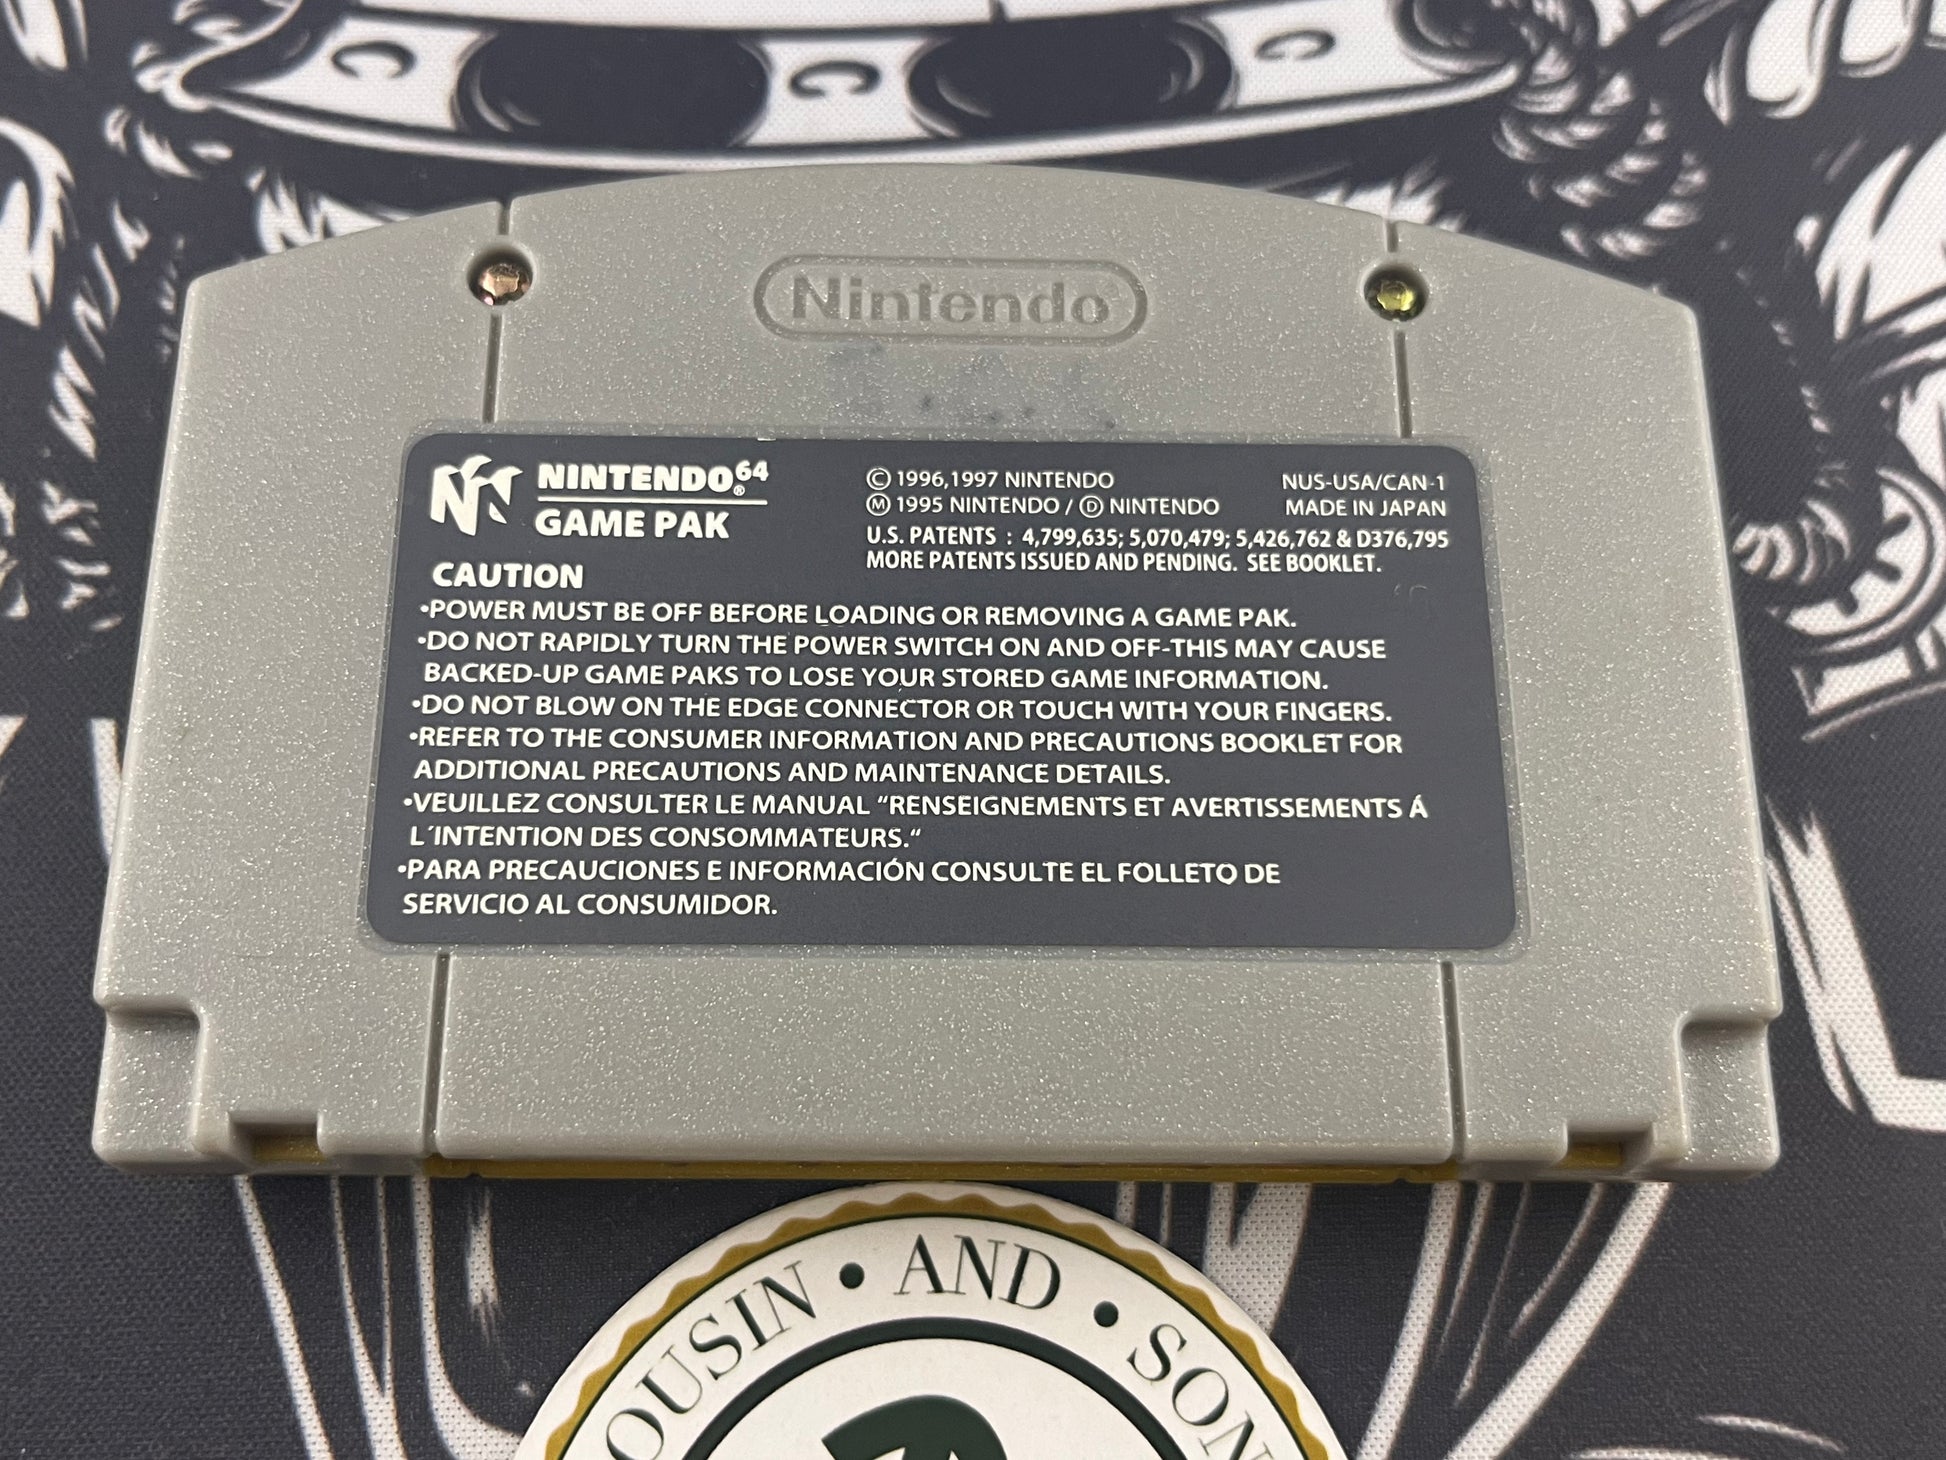 C C C
Nintendo
NINTENDO64®
GAME PAK
© 1996,1997 NINTENDO
Ⓜ 1995 NINTENDO / Ⓓ NINTENDO
NUS-USA/CAN-1
MADE IN JAPAN
U.S. PATENTS : 4,799,635; 5,070,479; 5,426,762 & D376,795
MORE PATENTS ISSUED AND PENDING. SEE BOOKLET.
CAUTION
•POWER MUST BE OFF BEFORE LOADING OR REMOVING A GAME PAK.
•DO NOT RAPIDLY TURN THE POWER SWITCH ON AND OFF-THIS MAY CAUSE
BACKED-UP GAME PAKS TO LOSE YOUR STORED GAME INFORMATION.
•DO NOT BLOW ON THE EDGE CONNECTOR OR TOUCH WITH YOUR FINGERS.
•REFER TO THE CONSUMER INFORMATION AND PRECAUTIONS BOOKLET FOR
ADDITIONAL PRECAUTIONS AND MAINTENANCE DETAILS.
•VEUILLEZ CONSULTER LE MANUAL “RENSEIGNEMENTS ET AVERTISSEMENTS Á
L´INTENTION DES CONSOMMATEURS.“
•PARA PRECAUCIONES E INFORMACIÓN CONSULTE EL FOLLETO DE
SERVICIO AL CONSUMIDOR.
OUSIN • AND • SON